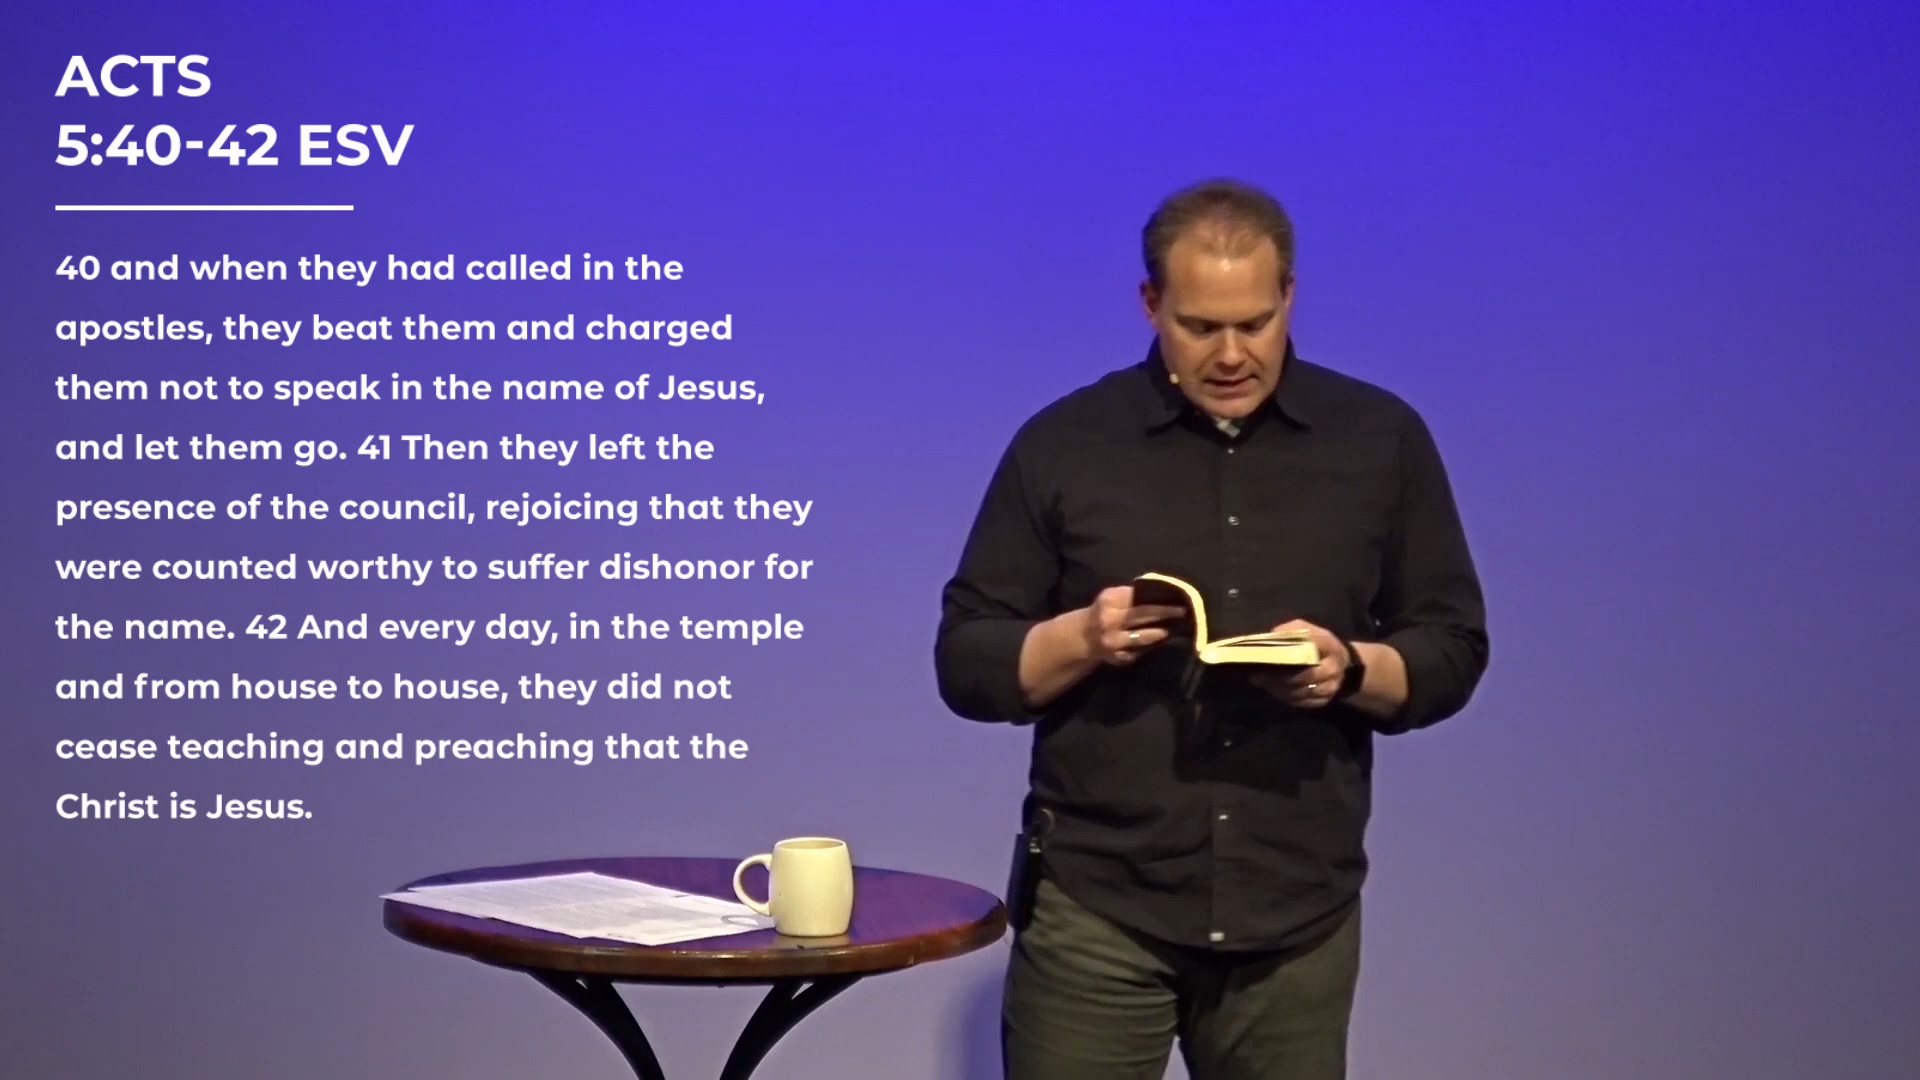 ACTS
5:40-42 ESV
40 and when they had called in the
apostles, they beat them and charged
them not to speak in the name of Jesus,
and let them go. 41 Then they left the
presence of the council, rejoicing that they
were counted worthy to suffer dishonor for
the name. 42 And every day, in the temple
and from house to house, they did not
cease teaching and preaching that the
Christ is Jesus.